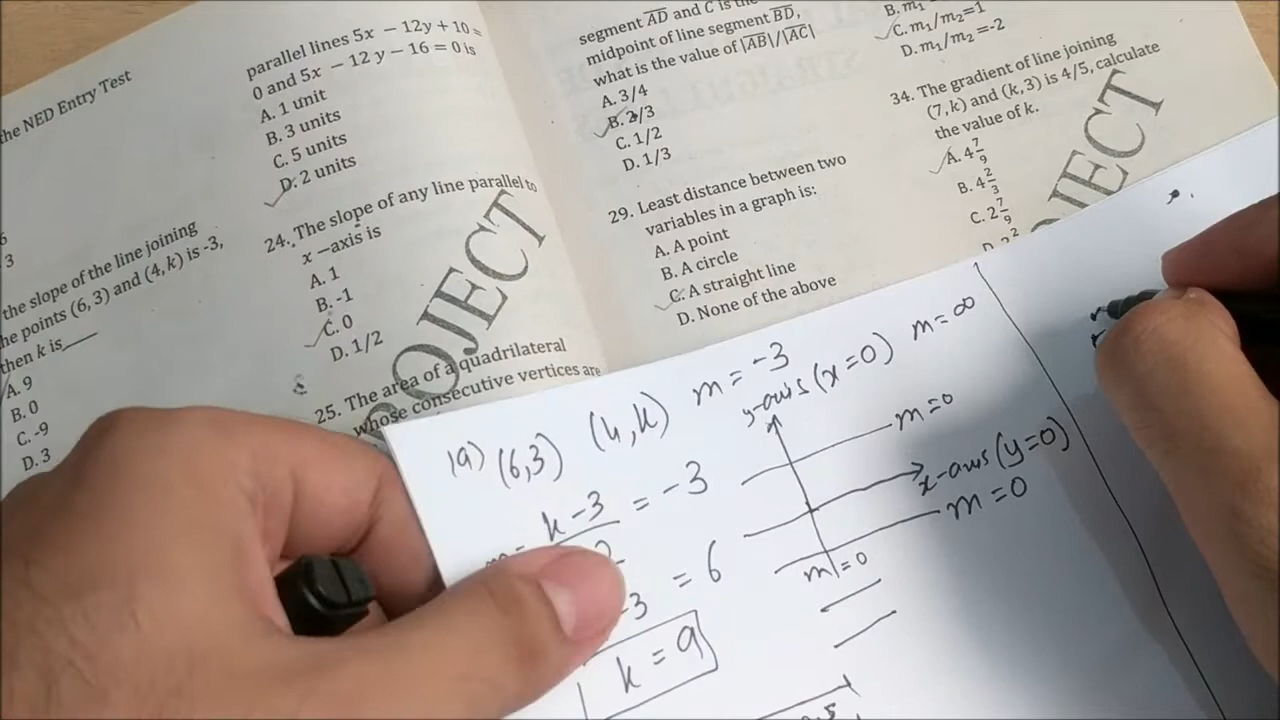 the NED Entry Test
6
3
the slope of the line joining
he points (6,3) and (4,k) is -3,
then k is___
A. 9
B. 0
C. -9
D. 3
parallel lines 5x − 12y + 10 =
0 and 5x − 12 y − 16 = 0 is
A. 1 unit
B. 3 units
C. 5 units
D. 2 units
24. The slope of any line parallel to
x −axis is
A. 1
B. -1
C. 0
D. 1/2
25. The area of a quadrilateral
whose consecutive vertices are
OJECT
segment AD and C is the
midpoint of line segment BD,
what is the value of |AB|/|AC|
A. 3/4
B. 2/3
C. 1/2
D. 1/3
29. Least distance between two
variables in a graph is:
A. A point
B. A circle
C. A straight line
D. None of the above
B. m₁
C. m₁/m₂=1
D. m₁/m₂=-2
34. The gradient of line joining
(7, k) and (k, 3) is 4/5, calculate
the value of k.
A. 4 7/9
B. 4 2/3
C. 2 7/9
OJECT
19) (6,3) (4,k) m = -3
k-3 = -3
= 6
k = 9
y-axis (x=0) m = ∞
m=0
x-axis (y=0)
m=0
m=0